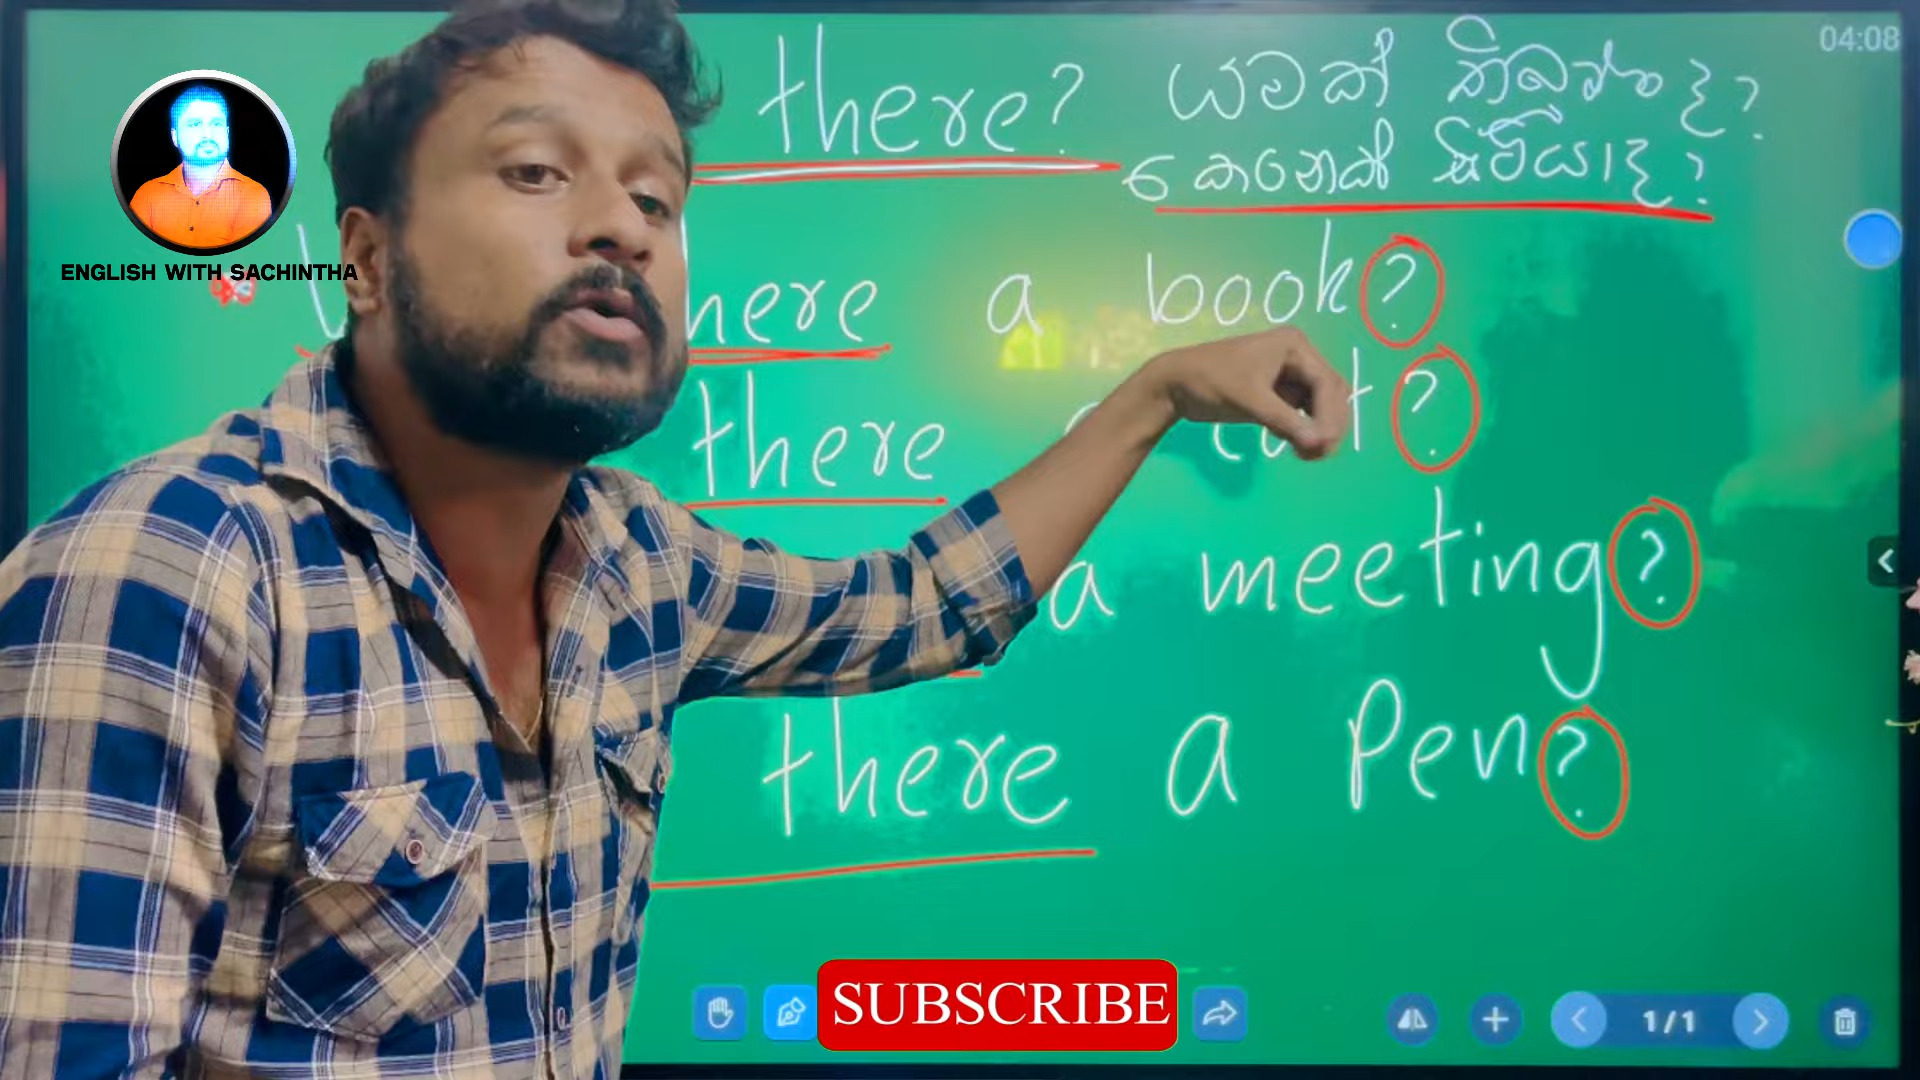 04:08
there? යමක් තිබුණාද?
කෙනෙක් සිටියාද?
ENGLISH WITH SACHINTHA
here a book?
there
a meeting?
there a Pen?
SUBSCRIBE
1/1